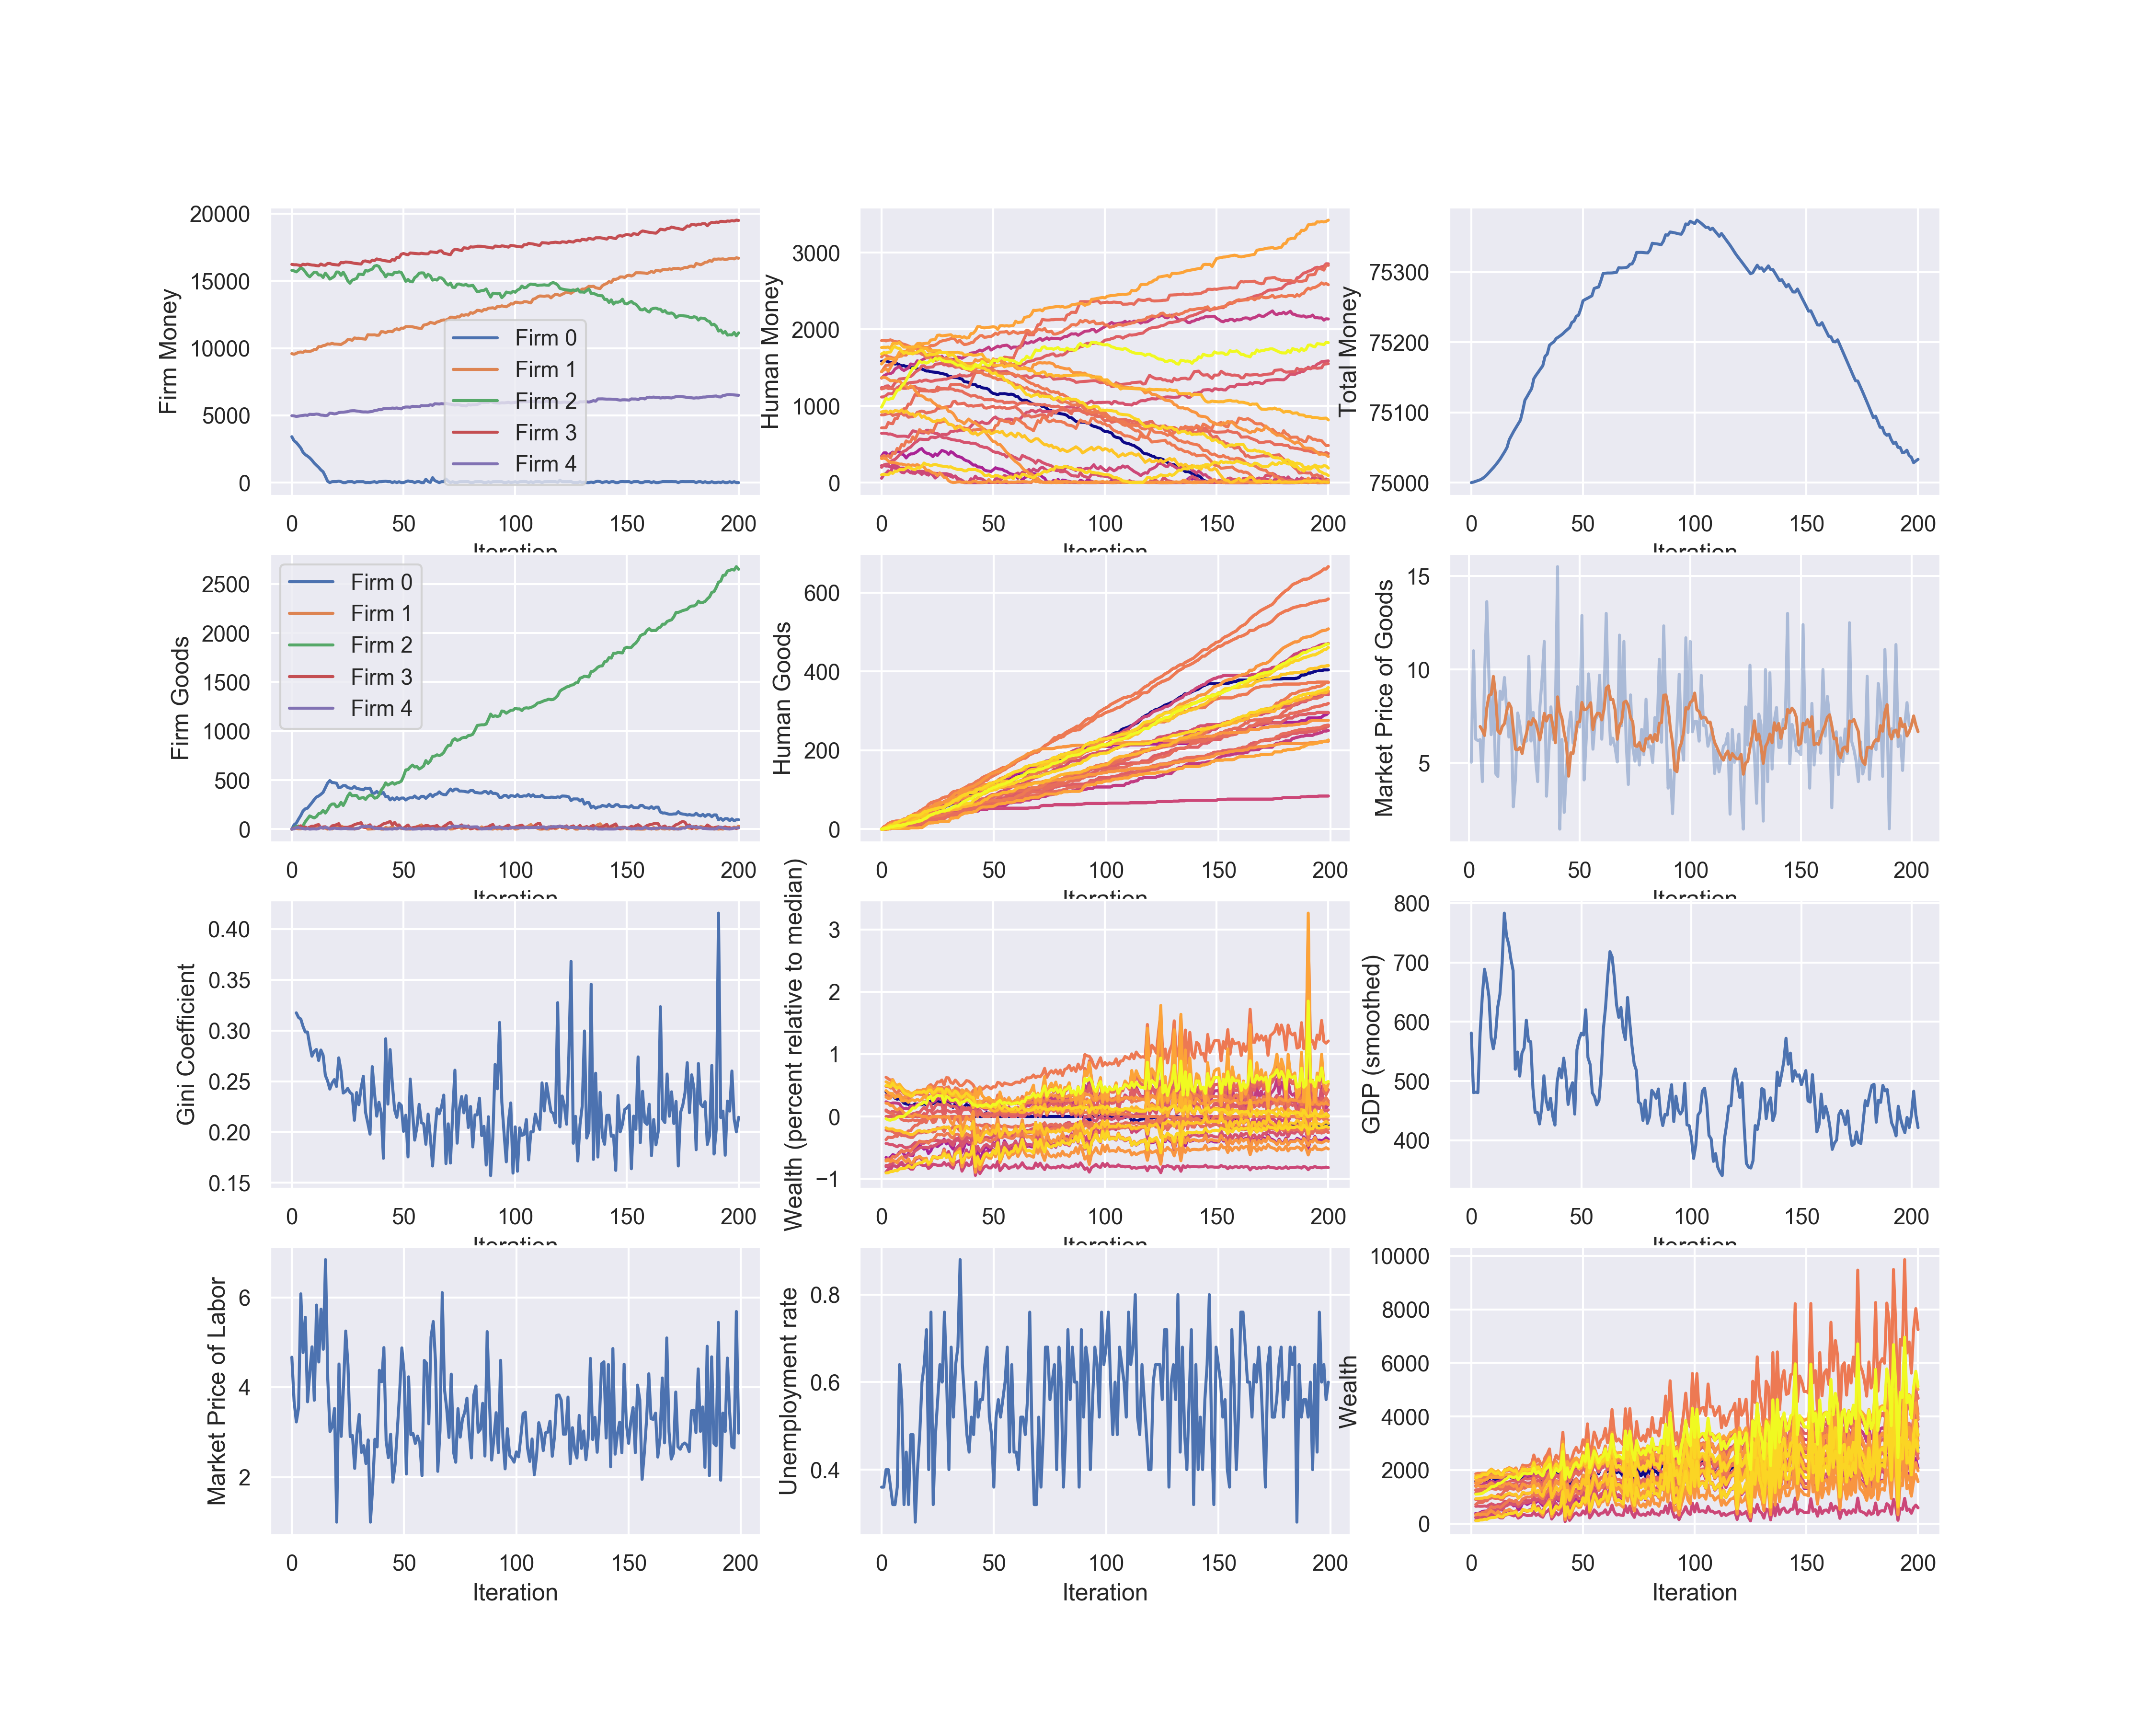 Firm Money
20000
15000
10000
5000
0
Firm 0
Firm 1
Firm 2
Firm 3
Firm 4
0 50 100 150 200
Iteration
Human Money
3000
2000
1000
0
0 50 100 150 200
Iteration
Total Money
75300
75200
75100
75000
0 50 100 150 200
Iteration
Firm Goods
2500
2000
1500
1000
500
0
Firm 0
Firm 1
Firm 2
Firm 3
Firm 4
0 50 100 150 200
Iteration
Human Goods
600
400
200
0
0 50 100 150 200
Iteration
Market Price of Goods
15
10
5
0 50 100 150 200
Iteration
Gini Coefficient
0.40
0.35
0.30
0.25
0.20
0.15
0 50 100 150 200
Iteration
Wealth (percent relative to median)
3
2
1
0
−1
0 50 100 150 200
Iteration
GDP (smoothed)
800
700
600
500
400
0 50 100 150 200
Iteration
Market Price of Labor
6
4
2
0 50 100 150 200
Iteration
Unemployment rate
0.8
0.6
0.4
0 50 100 150 200
Iteration
Wealth
10000
8000
6000
4000
2000
0
0 50 100 150 200
Iteration